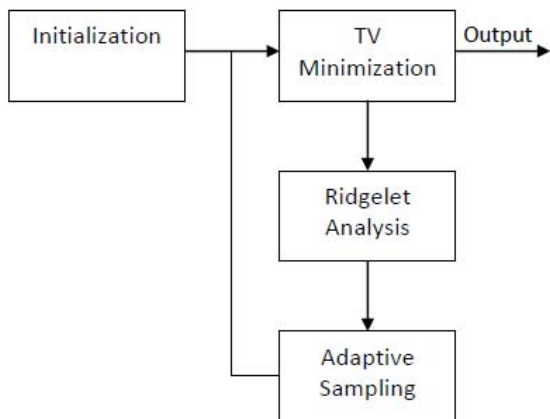 Initialization
TV
Minimization
Output
Ridgelet
Analysis
Adaptive
Sampling